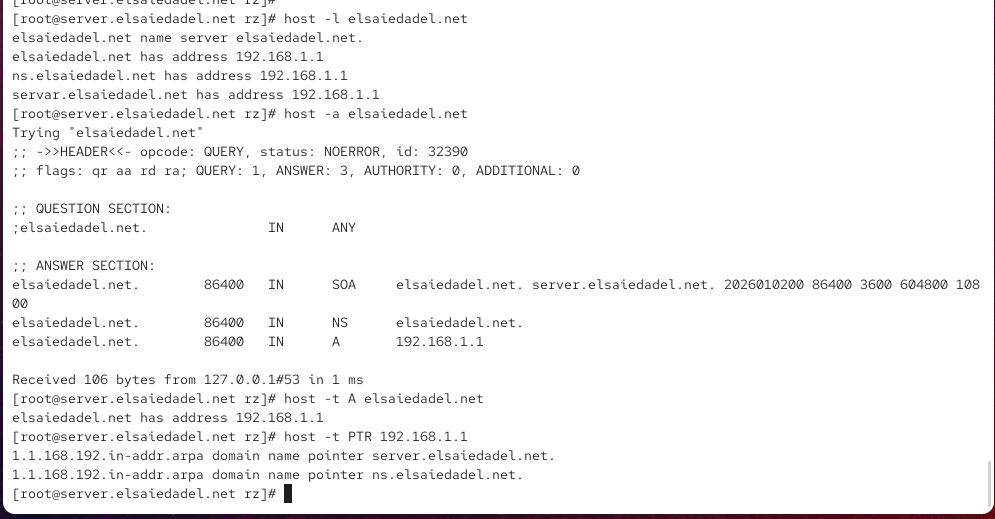 [root@server.elsaiedadel.net rz]#
[root@server.elsaiedadel.net rz]# host -l elsaiedadel.net
elsaiedadel.net name server elsaiedadel.net.
elsaiedadel.net has address 192.168.1.1
ns.elsaiedadel.net has address 192.168.1.1
servar.elsaiedadel.net has address 192.168.1.1
[root@server.elsaiedadel.net rz]# host -a elsaiedadel.net
Trying "elsaiedadel.net"
;; ->>HEADER<<- opcode: QUERY, status: NOERROR, id: 32390
;; flags: qr aa rd ra; QUERY: 1, ANSWER: 3, AUTHORITY: 0, ADDITIONAL: 0
;; QUESTION SECTION:
;elsaiedadel.net. IN ANY
;; ANSWER SECTION:
elsaiedadel.net. 86400 IN SOA elsaiedadel.net. server.elsaiedadel.net. 2026010200 86400 3600 604800 108
00
elsaiedadel.net. 86400 IN NS elsaiedadel.net.
elsaiedadel.net. 86400 IN A 192.168.1.1
Received 106 bytes from 127.0.0.1#53 in 1 ms
[root@server.elsaiedadel.net rz]# host -t A elsaiedadel.net
elsaiedadel.net has address 192.168.1.1
[root@server.elsaiedadel.net rz]# host -t PTR 192.168.1.1
1.1.168.192.in-addr.arpa domain name pointer server.elsaiedadel.net.
1.1.168.192.in-addr.arpa domain name pointer ns.elsaiedadel.net.
[root@server.elsaiedadel.net rz]#